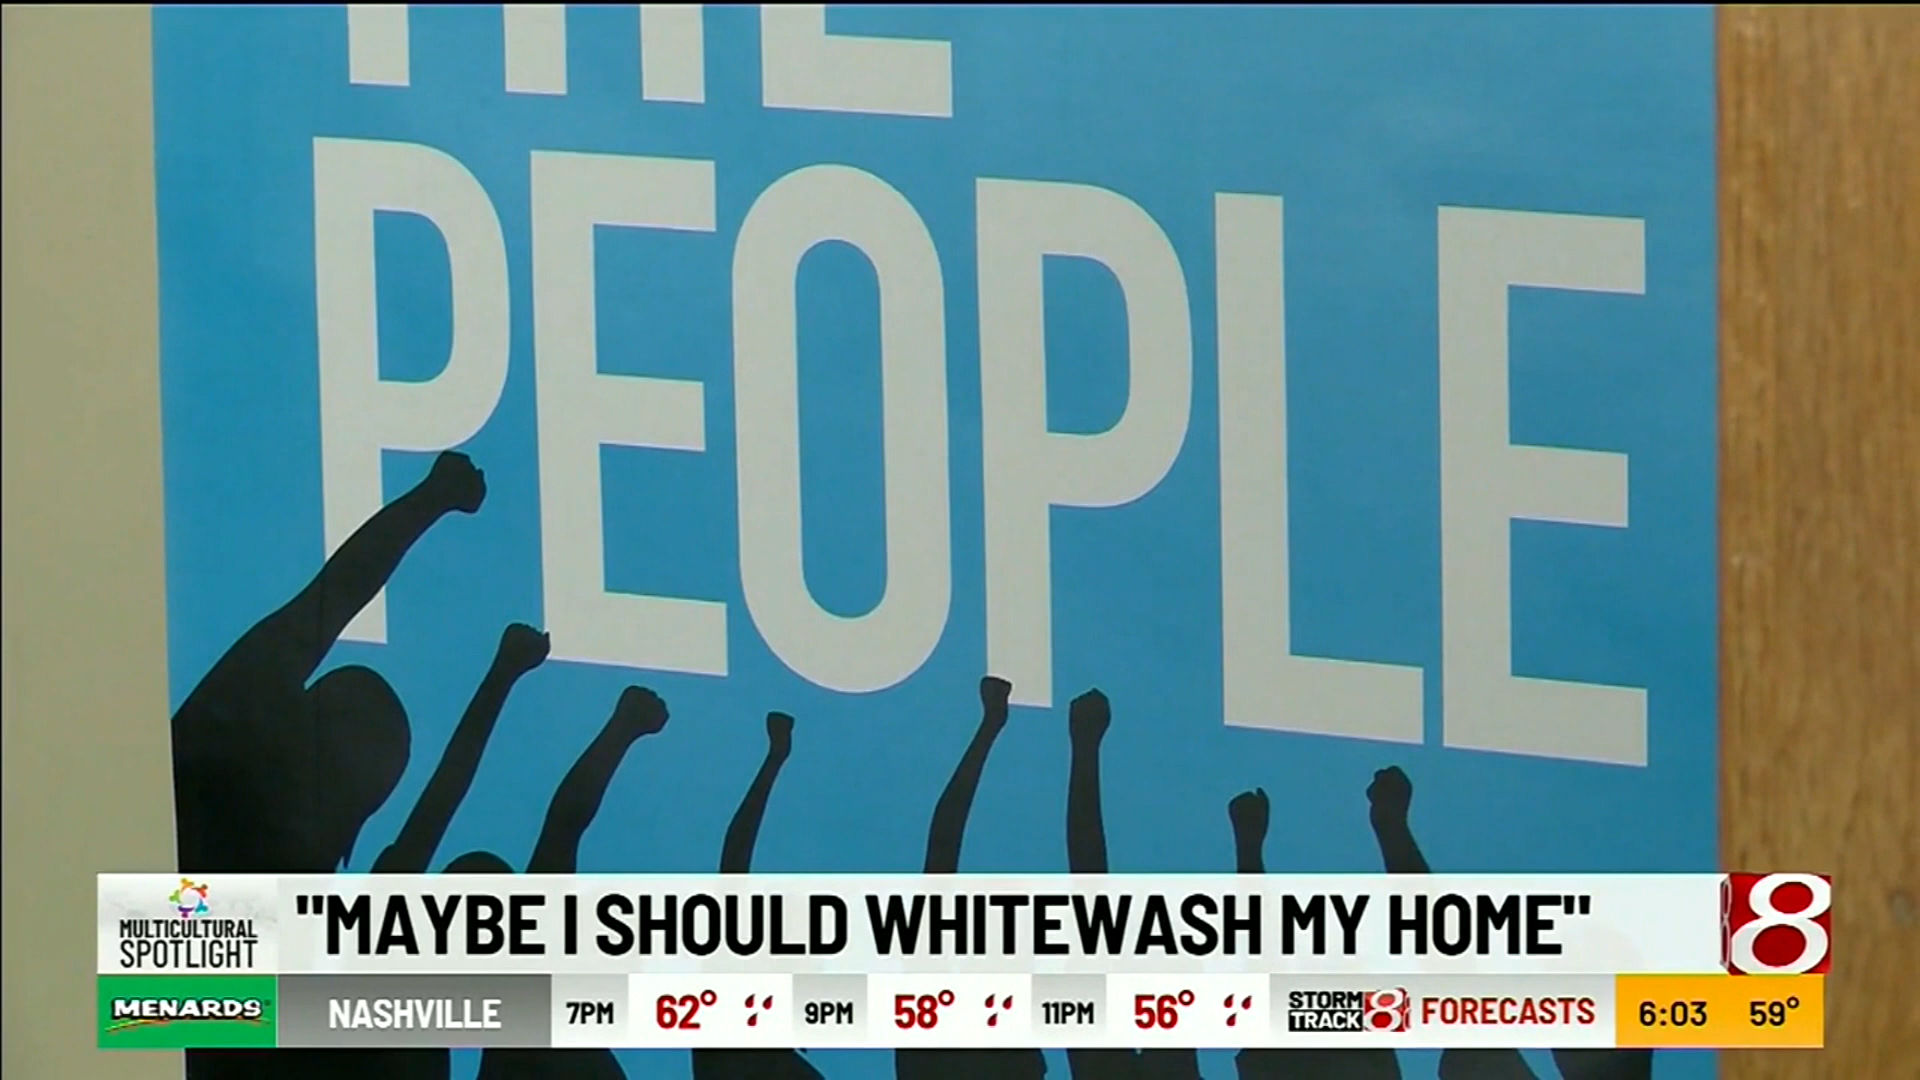 THE
PEOPLE
MULTICULTURAL
SPOTLIGHT
"MAYBE I SHOULD WHITEWASH MY HOME"
8
MENARDS
NASHVILLE
7PM 62° 9PM 58° 11PM 56°
STORM
TRACK 8
FORECASTS
6:03 59°